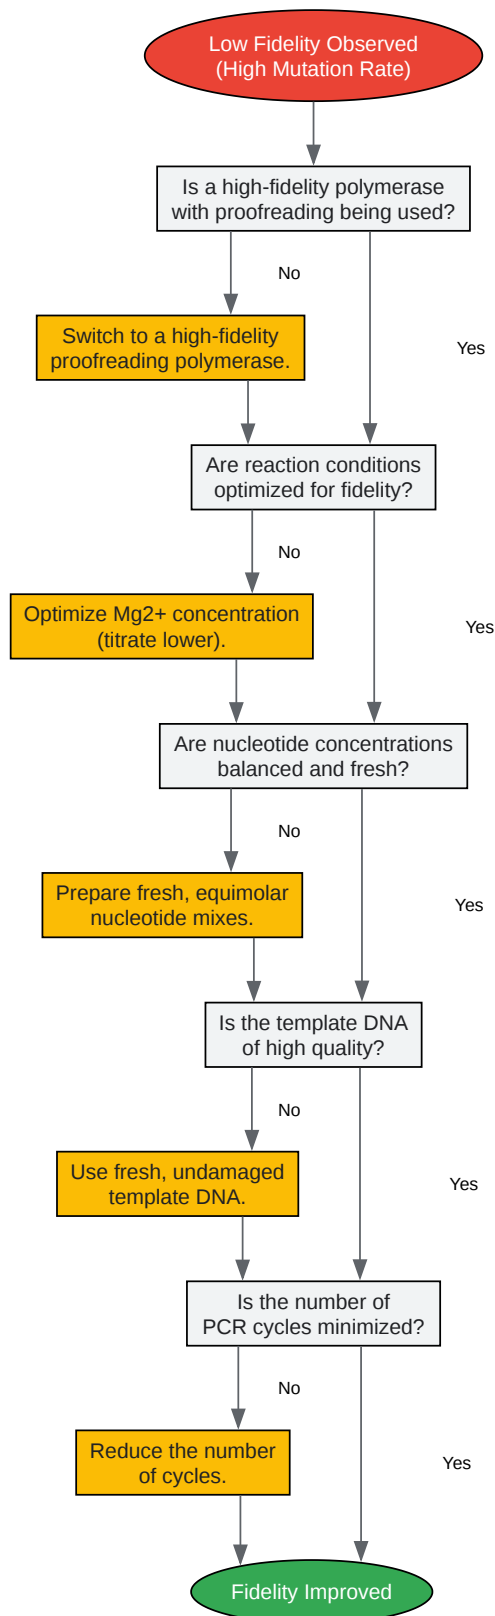 Low Fidelity Observed
(High Mutation Rate)
Is a high-fidelity polymerase
with proofreading being used?
No
Switch to a high-fidelity
proofreading polymerase.
Yes
Are reaction conditions
optimized for fidelity?
No
Optimize Mg2+ concentration
(titrate lower).
Yes
Are nucleotide concentrations
balanced and fresh?
No
Prepare fresh, equimolar
nucleotide mixes.
Yes
Is the template DNA
of high quality?
No
Use fresh, undamaged
template DNA.
Yes
Is the number of
PCR cycles minimized?
No
Reduce the number
of cycles.
Yes
Fidelity Improved